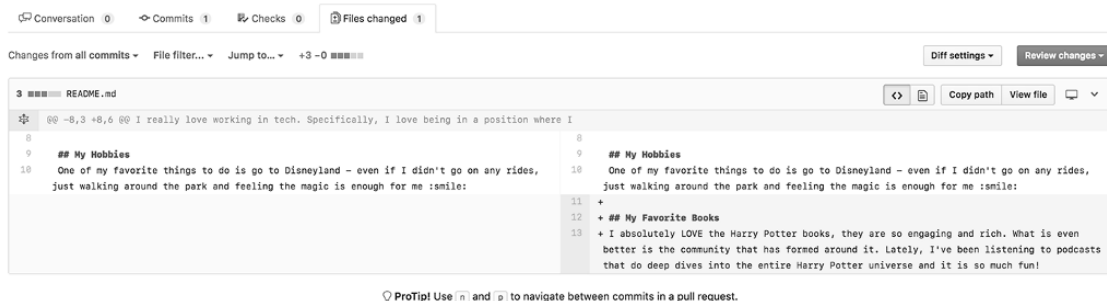 Conversation 0 Commits 1 Checks 0 Files changed 1
Changes from all commits File filter... Jump to... +3 −0 Diff settings Review changes
3 README.md <> Copy path View file
@@ -8,3 +8,6 @@ I really love working in tech. Specifically, I love being in a position where I
8
9 ## My Hobbies
10 One of my favorite things to do is go to Disneyland – even if I didn't go on any rides,
just walking around the park and feeling the magic is enough for me :smile:
8
9 ## My Hobbies
10 One of my favorite things to do is go to Disneyland – even if I didn't go on any rides,
just walking around the park and feeling the magic is enough for me :smile:
11 +
12 + ## My Favorite Books
13 + I absolutely LOVE the Harry Potter books, they are so engaging and rich. What is even
better is the community that has formed around it. Lately, I've been listening to podcasts
that do deep dives into the entire Harry Potter universe and it is so much fun!
ProTip! Use n and p to navigate between commits in a pull request.